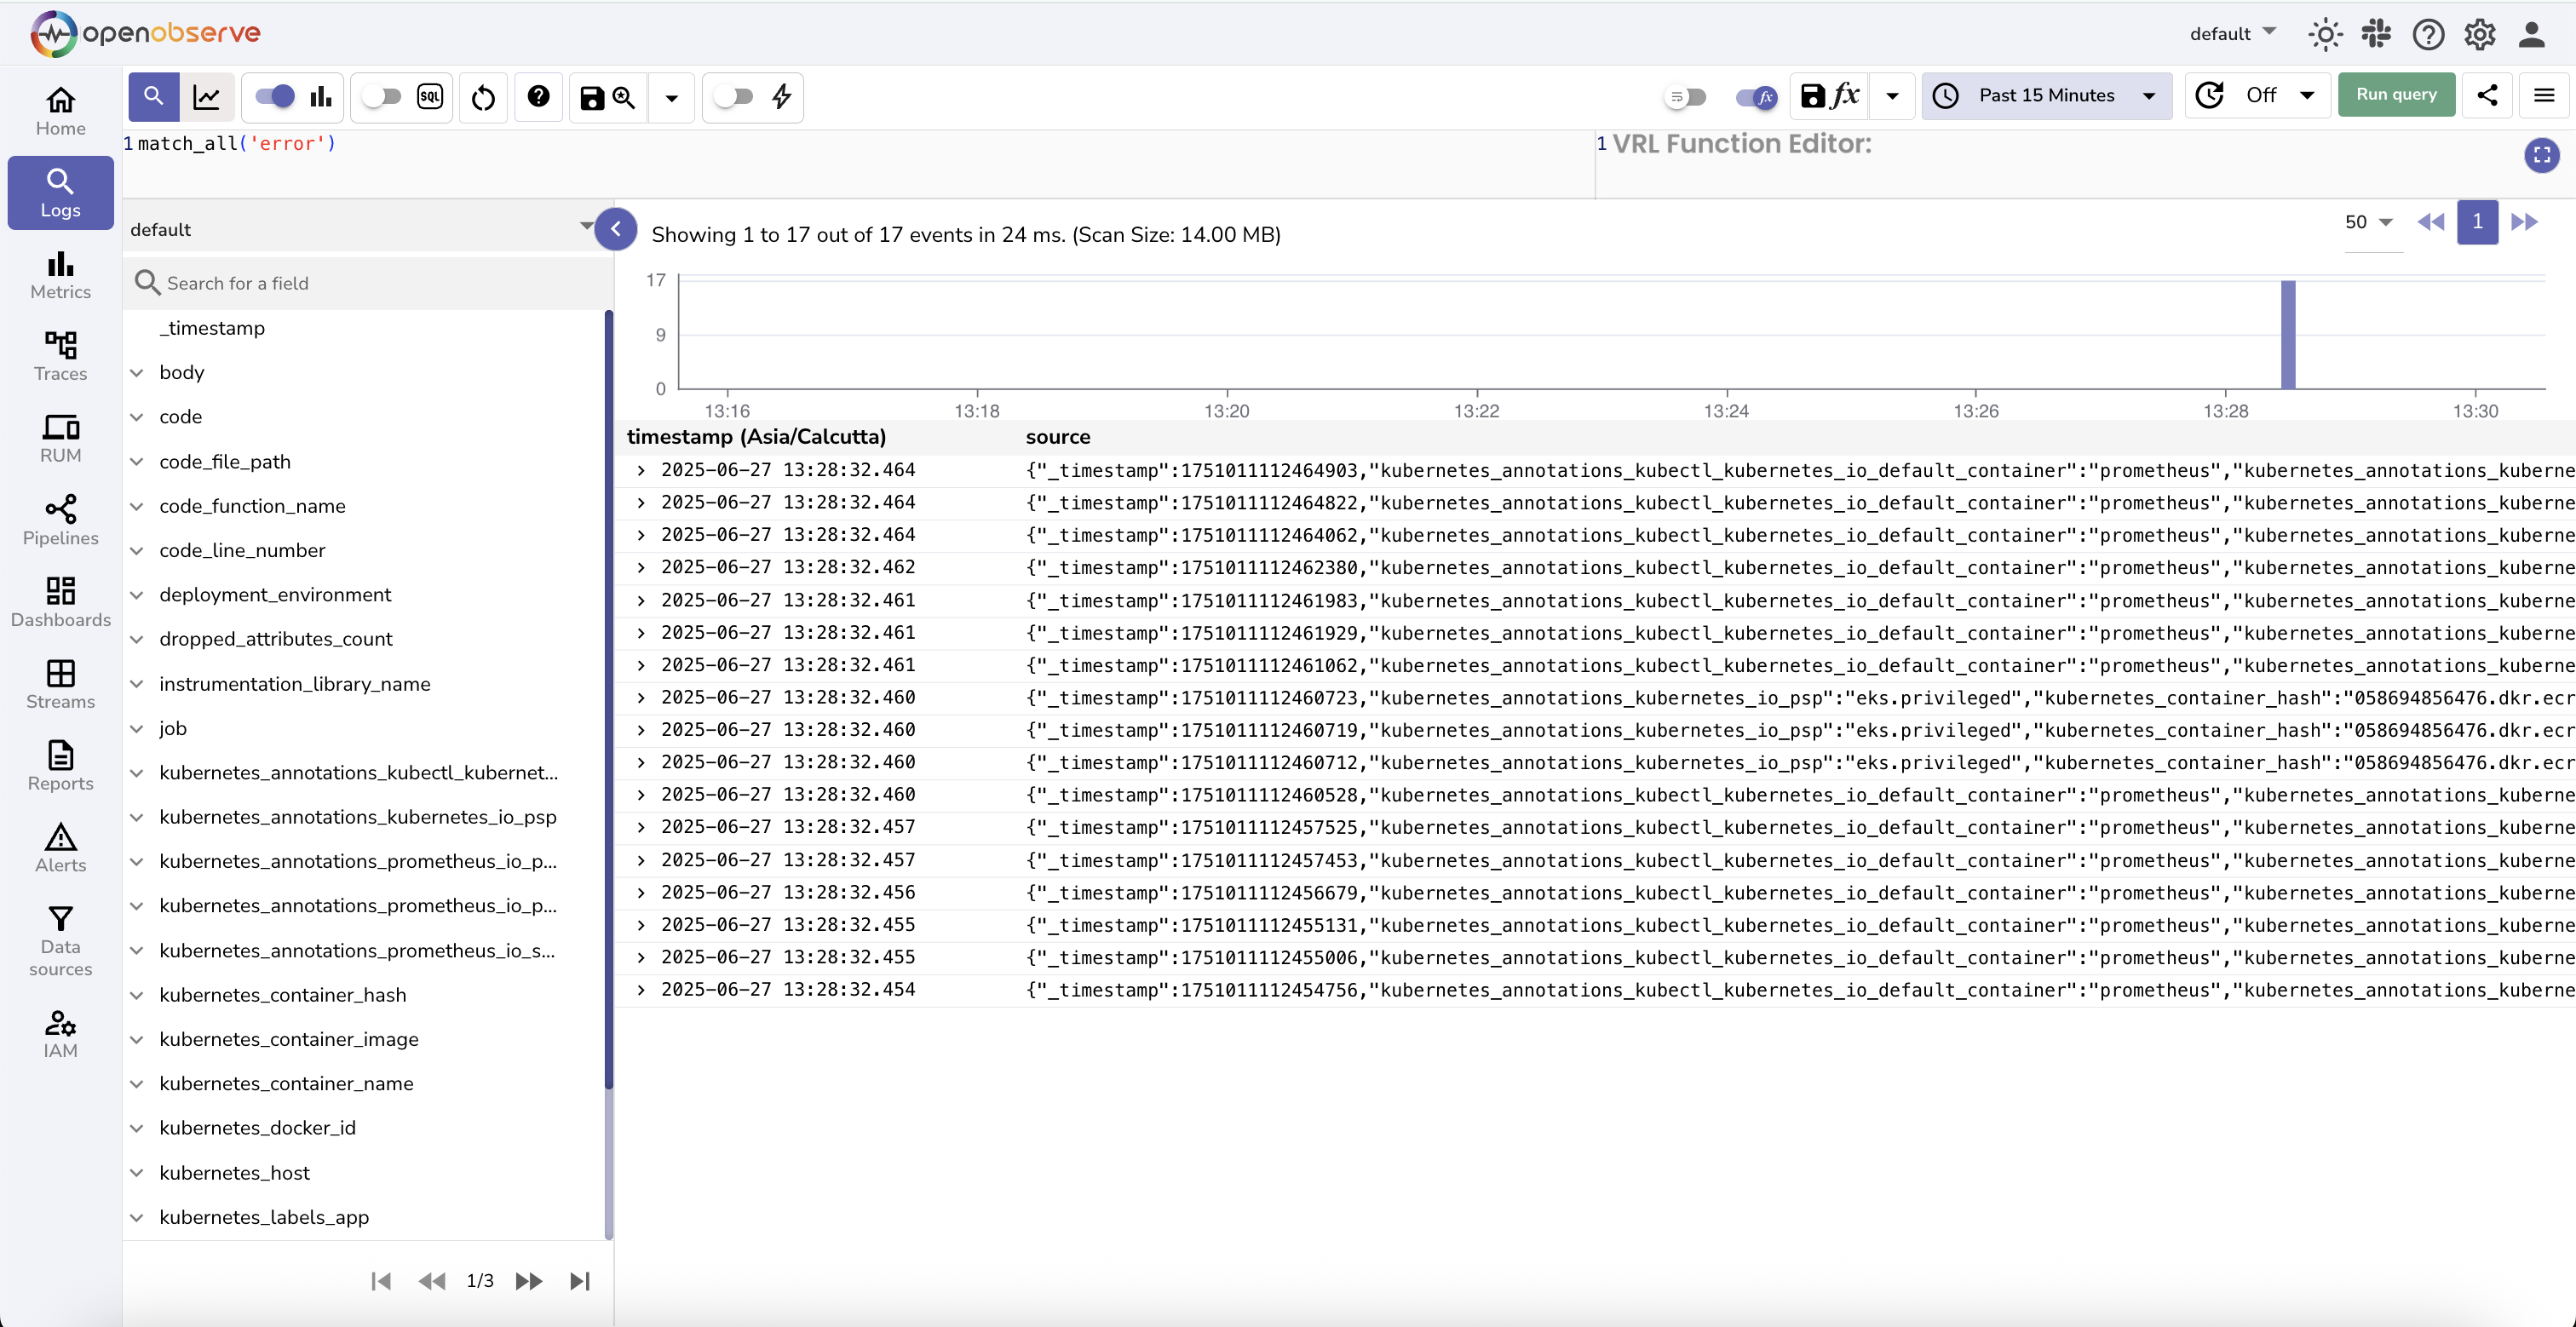 openobserve
default
SQL
fx
fx
Past 15 Minutes
Off
Run query
Home
Logs
Metrics
Traces
RUM
Pipelines
Dashboards
Streams
Reports
Alerts
Data
sources
IAM
1 match_all('error')
1 VRL Function Editor:
default
Search for a field
_timestamp
body
code
code_file_path
code_function_name
code_line_number
deployment_environment
dropped_attributes_count
instrumentation_library_name
job
kubernetes_annotations_kubectl_kubernet...
kubernetes_annotations_kubernetes_io_psp
kubernetes_annotations_prometheus_io_p...
kubernetes_annotations_prometheus_io_p...
kubernetes_annotations_prometheus_io_s...
kubernetes_container_hash
kubernetes_container_image
kubernetes_container_name
kubernetes_docker_id
kubernetes_host
kubernetes_labels_app
1/3
Showing 1 to 17 out of 17 events in 24 ms. (Scan Size: 14.00 MB)
50
1
17
9
0
13:16 13:18 13:20 13:22 13:24 13:26 13:28 13:30
timestamp (Asia/Calcutta) source
2025-06-27 13:28:32.464 {"_timestamp":1751011112464903,"kubernetes_annotations_kubectl_kubernetes_io_default_container":"prometheus","kubernetes_annotations_kuberne
2025-06-27 13:28:32.464 {"_timestamp":1751011112464822,"kubernetes_annotations_kubectl_kubernetes_io_default_container":"prometheus","kubernetes_annotations_kuberne
2025-06-27 13:28:32.464 {"_timestamp":1751011112464062,"kubernetes_annotations_kubectl_kubernetes_io_default_container":"prometheus","kubernetes_annotations_kuberne
2025-06-27 13:28:32.462 {"_timestamp":1751011112462380,"kubernetes_annotations_kubectl_kubernetes_io_default_container":"prometheus","kubernetes_annotations_kuberne
2025-06-27 13:28:32.461 {"_timestamp":1751011112461983,"kubernetes_annotations_kubectl_kubernetes_io_default_container":"prometheus","kubernetes_annotations_kuberne
2025-06-27 13:28:32.461 {"_timestamp":1751011112461929,"kubernetes_annotations_kubectl_kubernetes_io_default_container":"prometheus","kubernetes_annotations_kuberne
2025-06-27 13:28:32.461 {"_timestamp":1751011112461062,"kubernetes_annotations_kubectl_kubernetes_io_default_container":"prometheus","kubernetes_annotations_kuberne
2025-06-27 13:28:32.460 {"_timestamp":1751011112460723,"kubernetes_annotations_kubernetes_io_psp":"eks.privileged","kubernetes_container_hash":"058694856476.dkr.ecr
2025-06-27 13:28:32.460 {"_timestamp":1751011112460719,"kubernetes_annotations_kubernetes_io_psp":"eks.privileged","kubernetes_container_hash":"058694856476.dkr.ecr
2025-06-27 13:28:32.460 {"_timestamp":1751011112460712,"kubernetes_annotations_kubernetes_io_psp":"eks.privileged","kubernetes_container_hash":"058694856476.dkr.ecr
2025-06-27 13:28:32.460 {"_timestamp":1751011112460528,"kubernetes_annotations_kubectl_kubernetes_io_default_container":"prometheus","kubernetes_annotations_kuberne
2025-06-27 13:28:32.457 {"_timestamp":1751011112457525,"kubernetes_annotations_kubectl_kubernetes_io_default_container":"prometheus","kubernetes_annotations_kuberne
2025-06-27 13:28:32.457 {"_timestamp":1751011112457453,"kubernetes_annotations_kubectl_kubernetes_io_default_container":"prometheus","kubernetes_annotations_kuberne
2025-06-27 13:28:32.456 {"_timestamp":1751011112456679,"kubernetes_annotations_kubectl_kubernetes_io_default_container":"prometheus","kubernetes_annotations_kuberne
2025-06-27 13:28:32.455 {"_timestamp":1751011112455131,"kubernetes_annotations_kubectl_kubernetes_io_default_container":"prometheus","kubernetes_annotations_kuberne
2025-06-27 13:28:32.455 {"_timestamp":1751011112455006,"kubernetes_annotations_kubectl_kubernetes_io_default_container":"prometheus","kubernetes_annotations_kuberne
2025-06-27 13:28:32.454 {"_timestamp":1751011112454756,"kubernetes_annotations_kubectl_kubernetes_io_default_container":"prometheus","kubernetes_annotations_kuberne